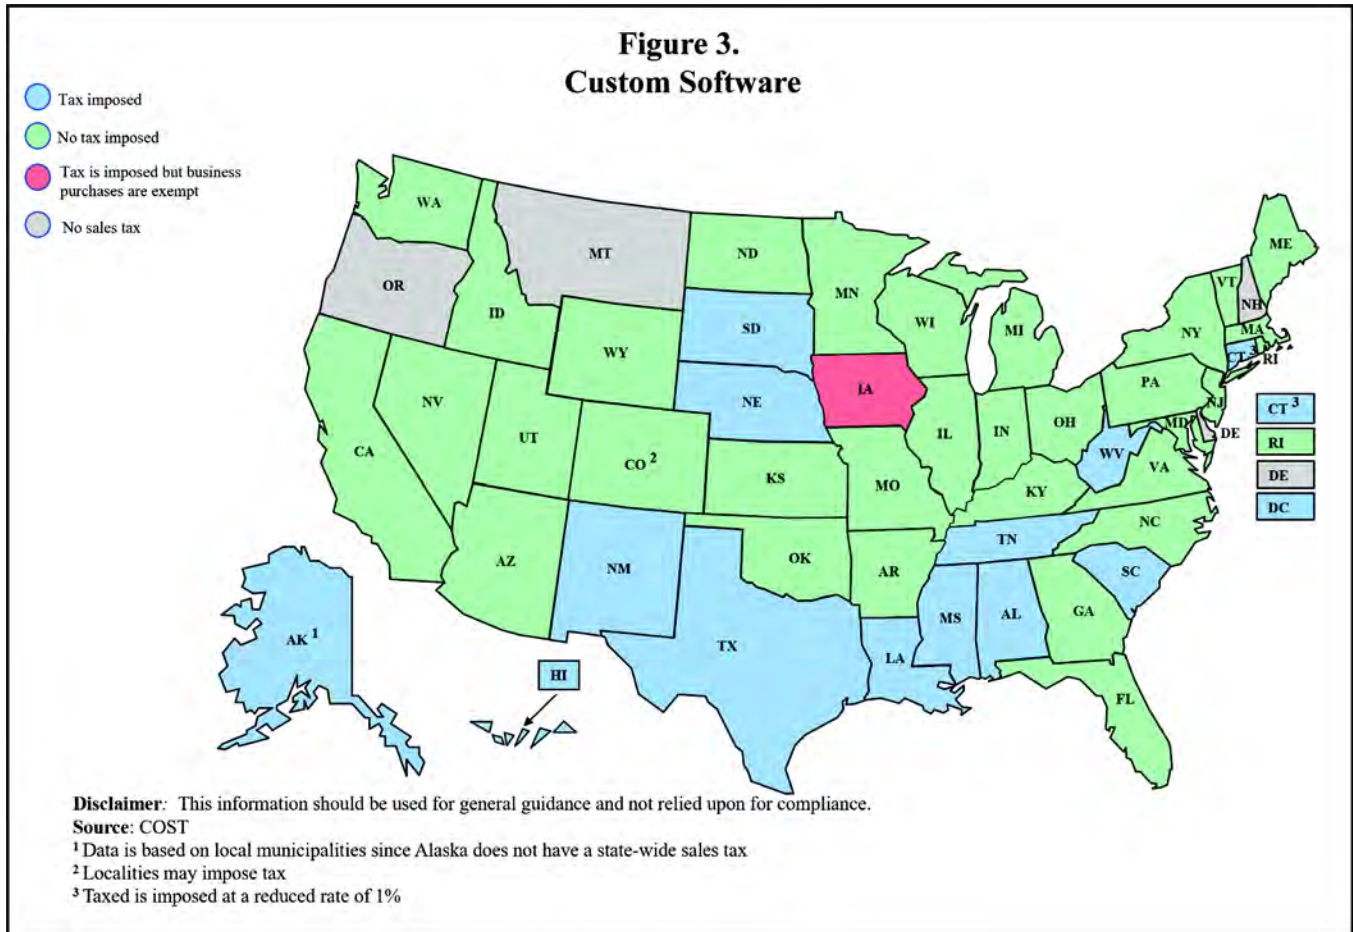 Figure 3.
Custom Software
Tax imposed
No tax imposed
Tax is imposed but business
purchases are exempt
No sales tax
WA
MT
ND
MN
ME
VT
NH
OR
ID
SD
WI
MI
NY
MA
WY
CT 3
RI
IA
PA
NE
NV
NJ
CT 3
UT
IL
IN
OH
MD
DE
RI
CA
CO 2
WV
VA
KS
MO
DE
KY
DC
NC
TN
AZ
NM
OK
AR
SC
MS
AL
GA
AK 1
TX
LA
HI
FL
Disclaimer: This information should be used for general guidance and not relied upon for compliance.
Source: COST
1 Data is based on local municipalities since Alaska does not have a state-wide sales tax
2 Localities may impose tax
3 Taxed is imposed at a reduced rate of 1%